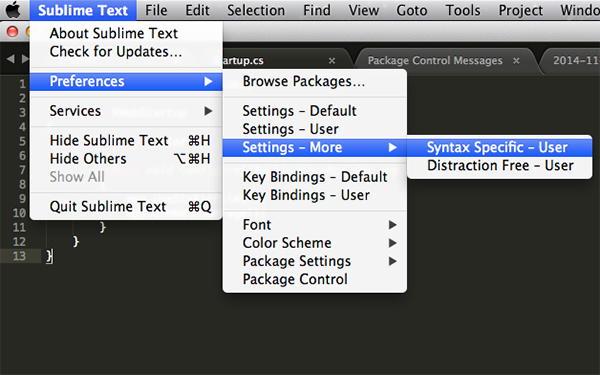 Sublime Text File Edit Selection Find View Goto Tools Project Window
About Sublime Text
Check for Updates...
Preferences
Services
Hide Sublime Text ⌘H
Hide Others ⌥⌘H
Show All
Quit Sublime Text ⌘Q
Browse Packages...
Settings – Default
Settings – User
Settings – More
Key Bindings – Default
Key Bindings – User
Font
Color Scheme
Package Settings
Package Control
Syntax Specific – User
Distraction Free – User
tartup.cs × Package Control Messages × 2014-11
1
2
3
4
5
6
7
8
9
10
11 }
12 }
13 }